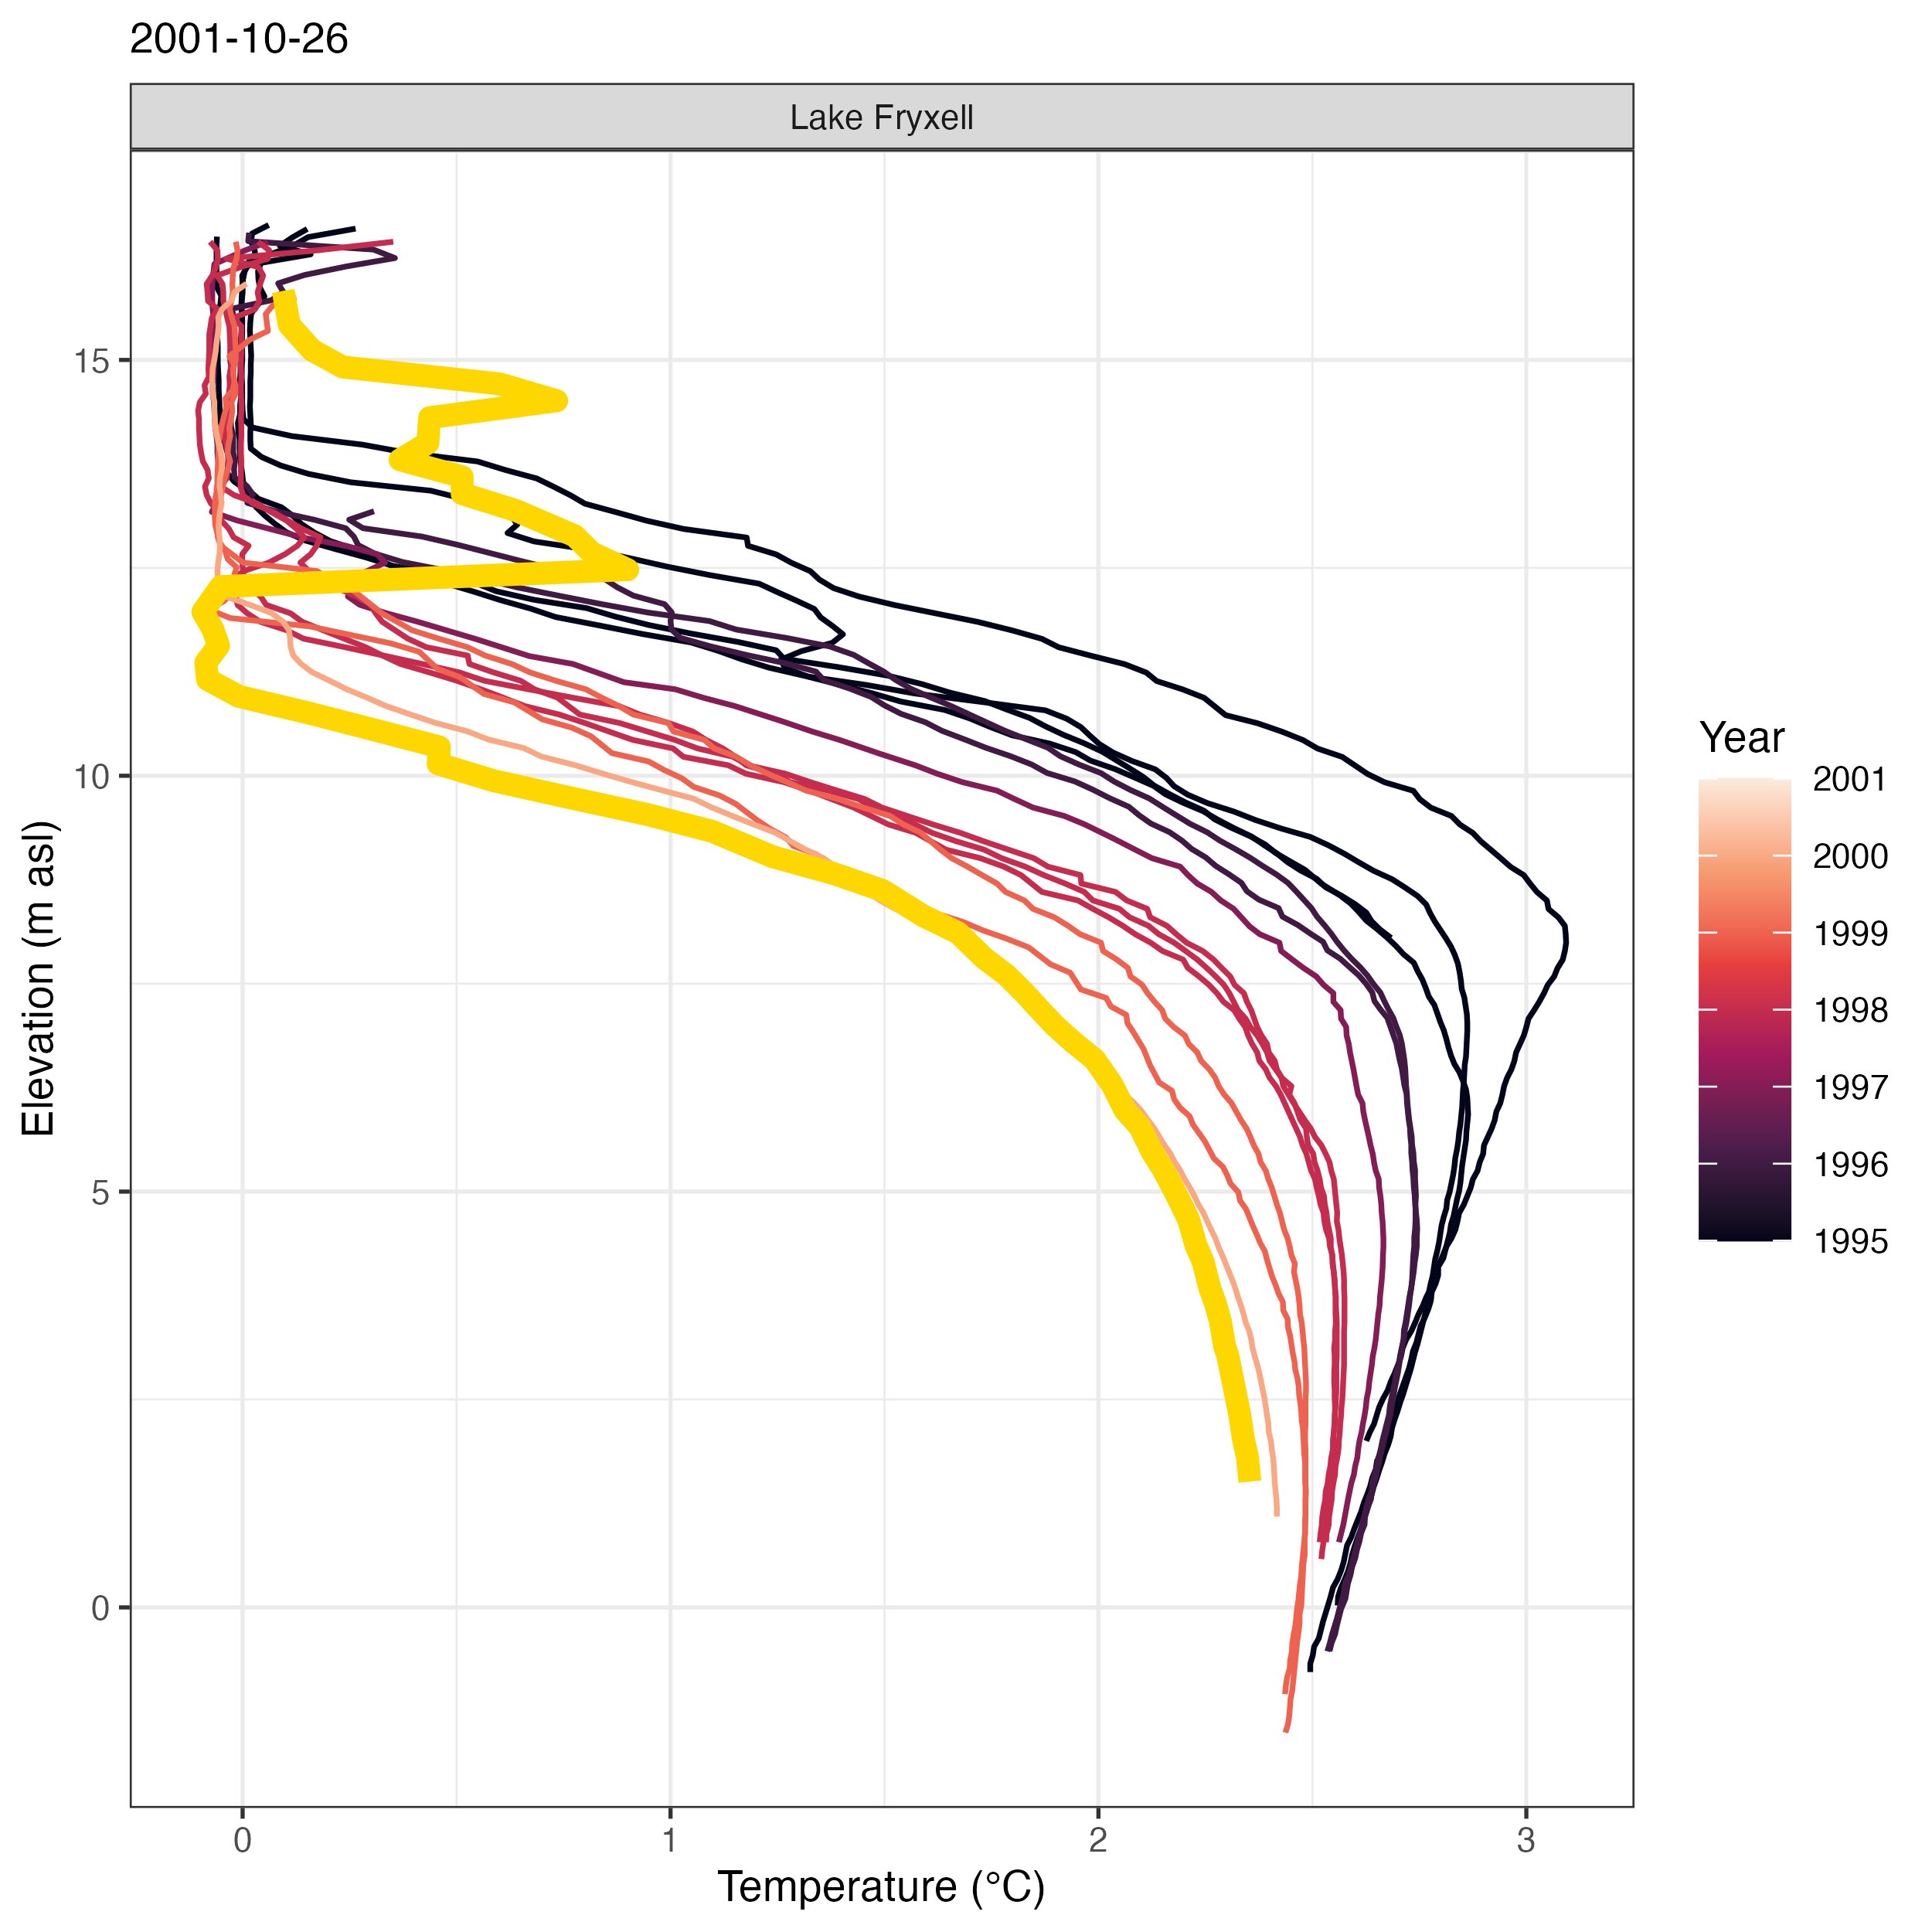 2001-10-26
Lake Fryxell
Elevation (m asl)
15
10
5
0
0 1 2 3
Temperature (°C)
Year
2001
2000
1999
1998
1997
1996
1995